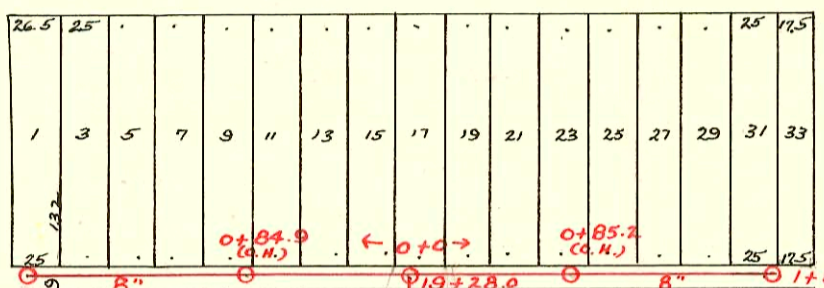 26.5 25 . . . . . . . . . . . . . 25 17.5
1 3 5 7 9 11 13 15 17 19 21 23 25 27 29 31 33
132
0+84.9 ← 0+0 → 0+85.2
(C.H.) (C.H.)
25 . . . . . . . . . . . . . . 25 17.5
8" 19+28.0 8" 1+